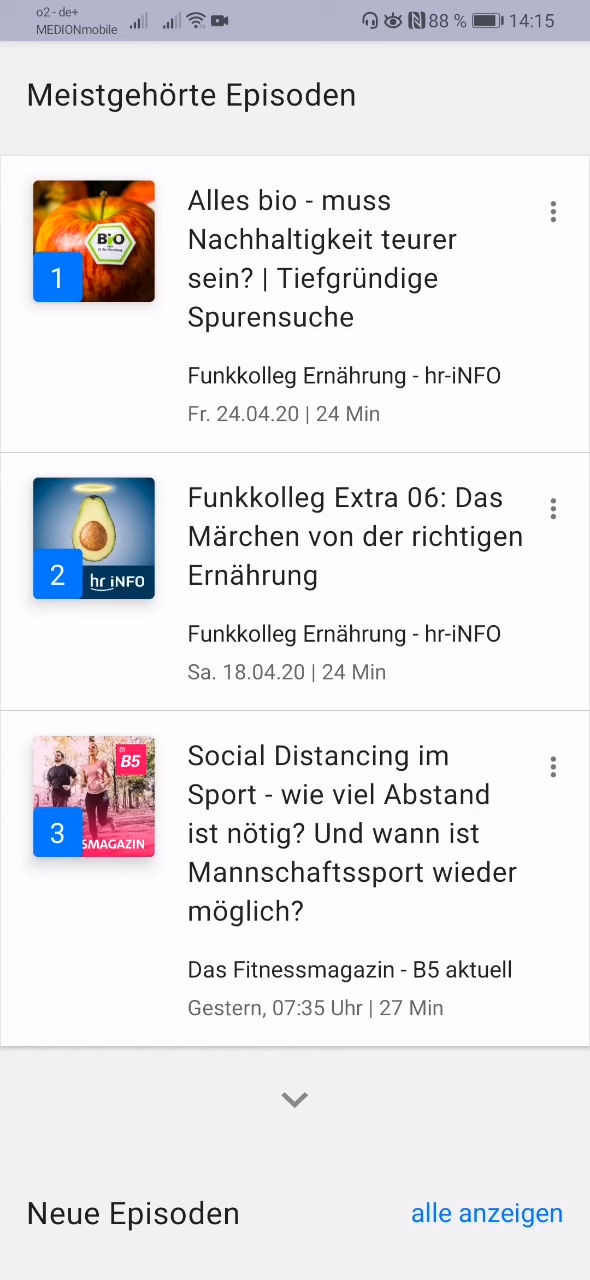 o2 - de+
MEDIONmobile
88 %
14:15
Meistgehörte Episoden
BiO
1
Alles bio - muss
Nachhaltigkeit teurer
sein? | Tiefgründige
Spurensuche
Funkkolleg Ernährung - hr-iNFO
Fr. 24.04.20 | 24 Min
2
hr iNFO
Funkkolleg Extra 06: Das
Märchen von der richtigen
Ernährung
Funkkolleg Ernährung - hr-iNFO
Sa. 18.04.20 | 24 Min
BR
B5
3
SMAGAZIN
Social Distancing im
Sport - wie viel Abstand
ist nötig? Und wann ist
Mannschaftssport wieder
möglich?
Das Fitnessmagazin - B5 aktuell
Gestern, 07:35 Uhr | 27 Min
Neue Episoden
alle anzeigen